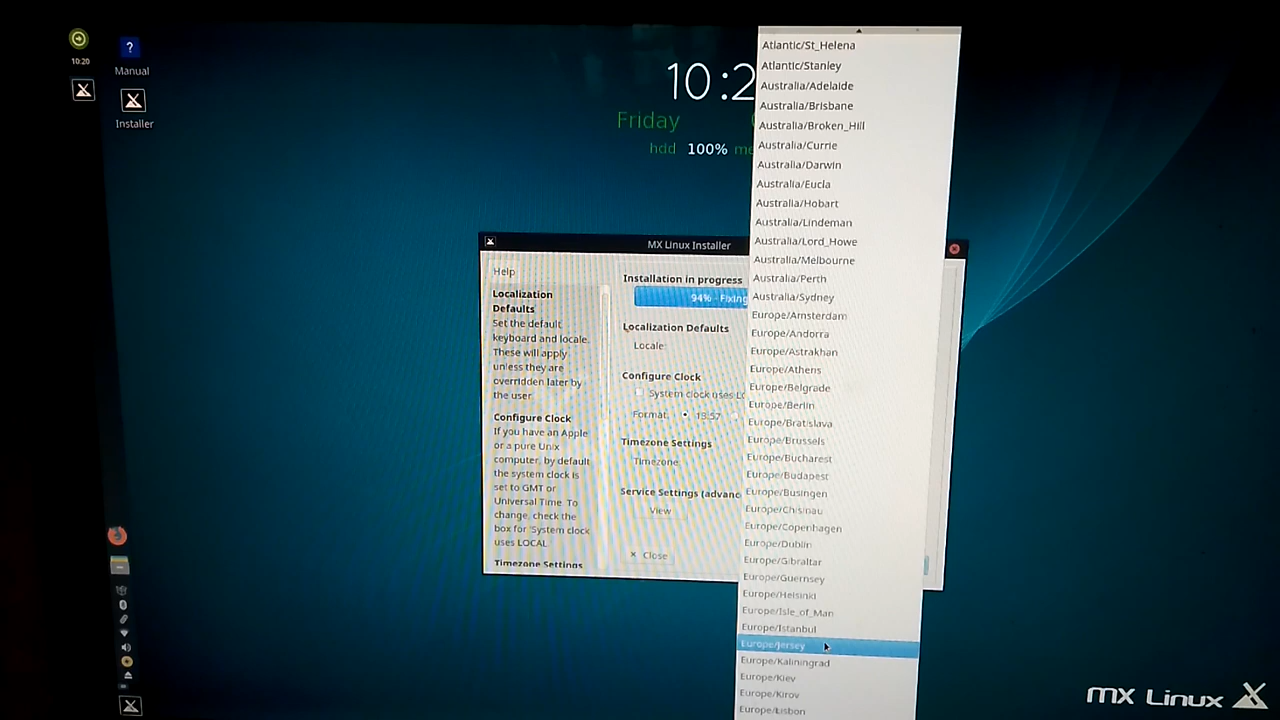 10:20
?
Manual
Installer
10:2
Friday
hdd 100%
MX Linux Installer
Help
Localization
Defaults
Set the default
keyboard and locale.
These will apply
unless they are
overridden later by
the user.
Configure Clock
If you have an Apple
or a pure Unix
computer, by default
the system clock is
set to GMT or
Universal Time. To
change, check the
box for 'System clock
uses LOCAL.
Timezone Settings
Installation in progress
94% - Fixing
Localization Defaults
Locale:
Configure Clock
System clock uses LO
Format: 13:57
Timezone Settings
Timezone:
Service Settings (advanc
View
Close
Atlantic/St_Helena
Atlantic/Stanley
Australia/Adelaide
Australia/Brisbane
Australia/Broken_Hill
Australia/Currie
Australia/Darwin
Australia/Eucla
Australia/Hobart
Australia/Lindeman
Australia/Lord_Howe
Australia/Melbourne
Australia/Perth
Australia/Sydney
Europe/Amsterdam
Europe/Andorra
Europe/Astrakhan
Europe/Athens
Europe/Belgrade
Europe/Berlin
Europe/Bratislava
Europe/Brussels
Europe/Bucharest
Europe/Budapest
Europe/Busingen
Europe/Chisinau
Europe/Copenhagen
Europe/Dublin
Europe/Gibraltar
Europe/Guernsey
Europe/Helsinki
Europe/Isle_of_Man
Europe/Istanbul
Europe/Jersey
Europe/Kaliningrad
Europe/Kiev
Europe/Kirov
Europe/Lisbon
MX Linux